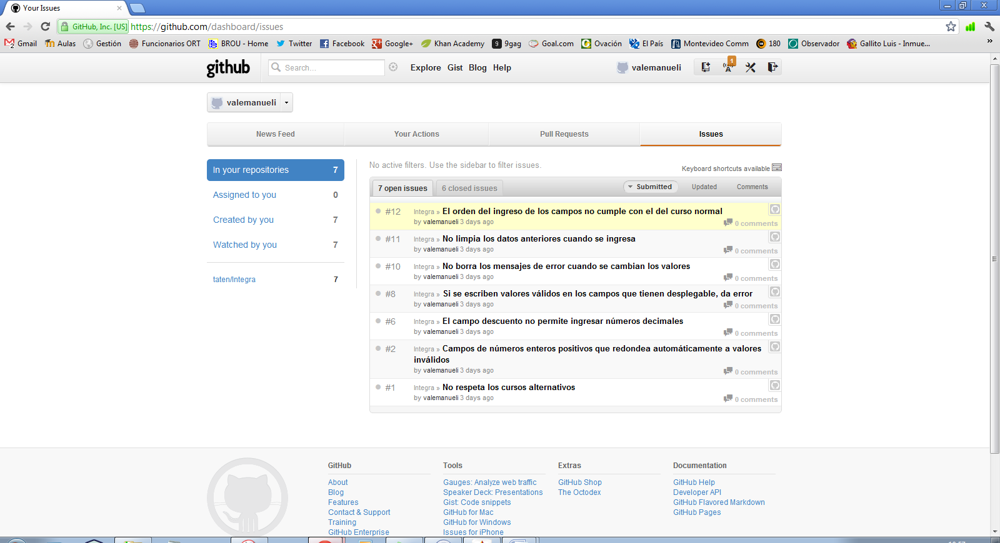 Your Issues
GitHub, Inc. [US] https://github.com/dashboard/issues
Gmail Aulas Gestión Funcionarios ORT BROU - Home Twitter Facebook Google+ Khan Academy 9gag Goal.com Ovación El País Montevideo Comm 180 Observador Gallito Luis - Inmue... »
github Search... Explore Gist Blog Help valemanueli 1
valemanueli
News Feed Your Actions Pull Requests Issues
In your repositories 7
Assigned to you 0
Created by you 7
Watched by you 7
taten/Integra 7
No active filters. Use the sidebar to filter issues.
Keyboard shortcuts available
7 open issues 6 closed issues Submitted Updated Comments
#12 Integra » El orden del ingreso de los campos no cumple con el del curso normal
by valemanueli 3 days ago 0 comments
#11 Integra » No limpia los datos anteriores cuando se ingresa
by valemanueli 3 days ago 0 comments
#10 Integra » No borra los mensajes de error cuando se cambian los valores
by valemanueli 3 days ago 0 comments
#8 Integra » Si se escriben valores válidos en los campos que tienen desplegable, da error
by valemanueli 3 days ago 0 comments
#6 Integra » El campo descuento no permite ingresar números decimales
by valemanueli 3 days ago 0 comments
#2 Integra » Campos de números enteros positivos que redondea automáticamente a valores
inválidos
by valemanueli 3 days ago 0 comments
#1 Integra » No respeta los cursos alternativos
by valemanueli 3 days ago 0 comments
GitHub
About
Blog
Features
Contact & Support
Training
GitHub Enterprise
Tools
Gauges: Analyze web traffic
Speaker Deck: Presentations
Gist: Code snippets
GitHub for Mac
GitHub for Windows
Issues for iPhone
Extras
GitHub Shop
The Octodex
Documentation
GitHub Help
Developer API
GitHub Flavored Markdown
GitHub Pages